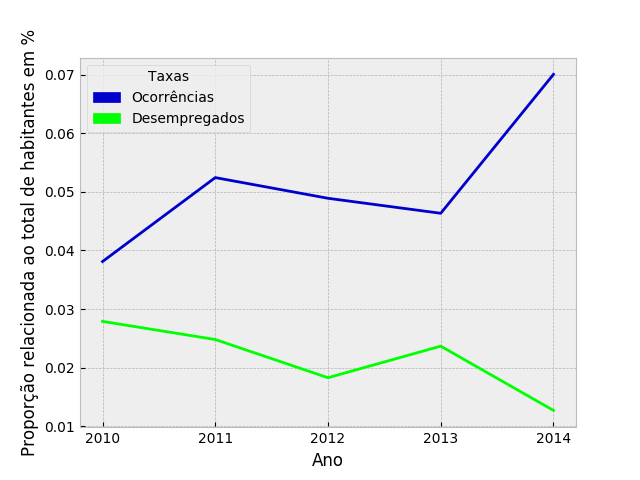 Proporção relacionada ao total de habitantes em %
0.07
0.06
0.05
0.04
0.03
0.02
0.01
Taxas
Ocorrências
Desempregados
2010 2011 2012 2013 2014
Ano